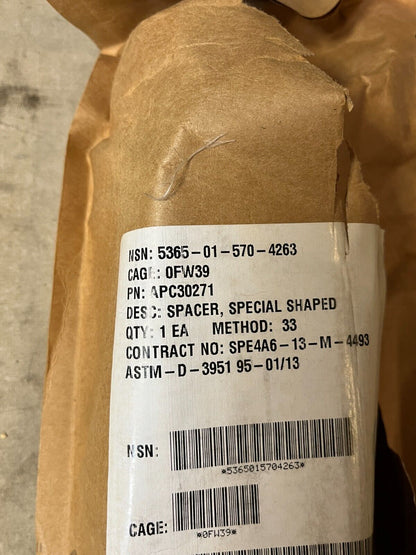 NSN: 5365-01-570-4263
CAGE: 0FW39
PN: APC30271
DESC: SPACER, SPECIAL SHAPED
QTY: 1 EA METHOD: 33
CONTRACT NO: SPE4A6-13-M-4493
ASTM-D-3951 95-01/13
NSN:
*5365015704263*
CAGE:
*0FW39*